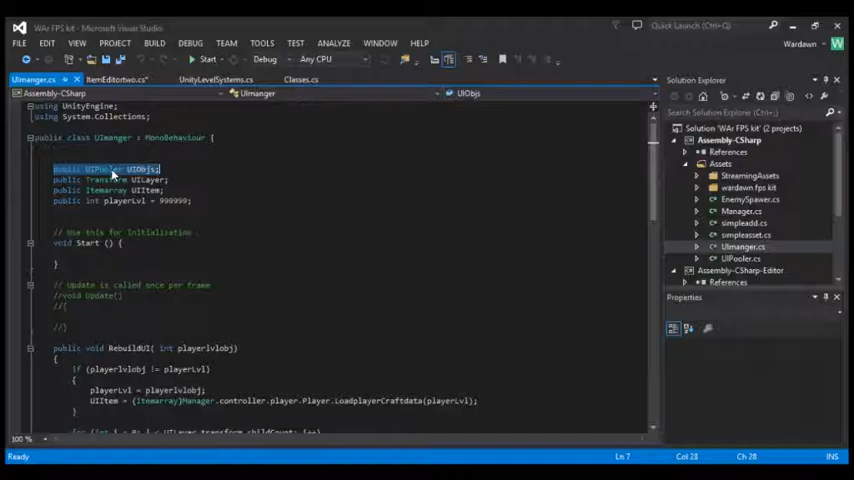 WAr FPS kit - Microsoft Visual Studio
Quick Launch (Ctrl+Q)
FILE EDIT VIEW PROJECT BUILD DEBUG TEAM TOOLS TEST ANALYZE WINDOW HELP
Wardawn
W
Start Debug Any CPU
UImanger.cs ItemEditortwo.cs* UnityLevelSystems.cs Classes.cs
Assembly-CSharp UImanger UIObjs
using UnityEngine;
using System.Collections;
public class UImanger : MonoBehaviour {
public UIPooler UIObjs;
public Transform UILayer;
public Itemarray UIItem;
public int playerLvl = 999999;
// Use this for initialization
void Start () {
}
// Update is called once per frame
//void Update()
//{
//}
public void RebuildUI( int playerlvlobj)
{
if (playerlvlobj != playerLvl)
{
playerLvl = playerlvlobj;
UIItem = (Itemarray)Manager.controller.player.Player.LoadplayerCraftdata(playerLvl);
}
for (int i = 0; i < UILayer.transform.childCount; i++)
100 %
Solution Explorer
Search Solution Explorer (Ctrl+;)
Solution 'WAr FPS kit' (2 projects)
Assembly-CSharp
References
Assets
StreamingAssets
wardawn fps kit
EnemySpawer.cs
Manager.cs
simpleadd.cs
simpleasset.cs
UImanger.cs
UIPooler.cs
Assembly-CSharp-Editor
References
Properties
Ready Ln 7 Col 28 Ch 28 INS